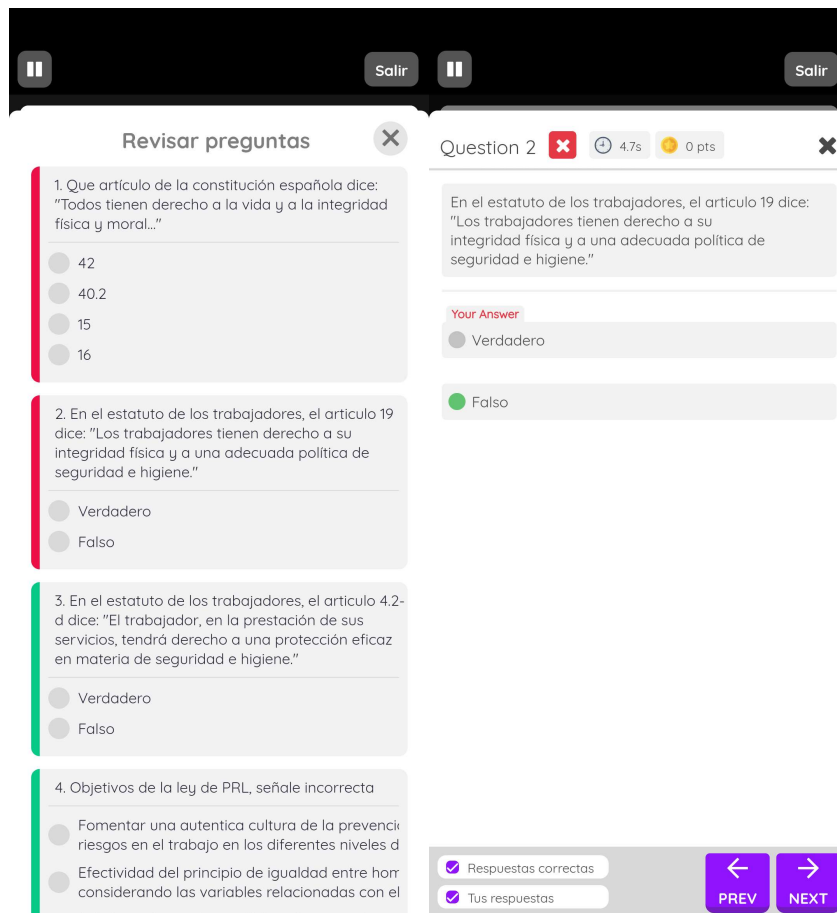 Salir
Revisar preguntas
1. Que artículo de la constitución española dice:
"Todos tienen derecho a la vida y a la integridad
física y moral..."
42
40.2
15
16
2. En el estatuto de los trabajadores, el articulo 19
dice: "Los trabajadores tienen derecho a su
integridad física y a una adecuada política de
seguridad e higiene."
Verdadero
Falso
3. En el estatuto de los trabajadores, el articulo 4.2-
d dice: "El trabajador, en la prestación de sus
servicios, tendrá derecho a una protección eficaz
en materia de seguridad e higiene."
Verdadero
Falso
4. Objetivos de la ley de PRL, señale incorrecta
Fomentar una autentica cultura de la
riesgos en el trabajo en los diferentes niveles
Efectividad del principio de igualdad entre
considerando las variables relacionadas con el
Salir
Question 2
4.7s
0 pts
En el estatuto de los trabajadores, el articulo 19 dice:
"Los trabajadores tienen derecho a su
integridad física y a una adecuada política de
seguridad e higiene."
Your Answer
Verdadero
Falso
Respuestas correctas
Tus respuestas
PREV
NEXT